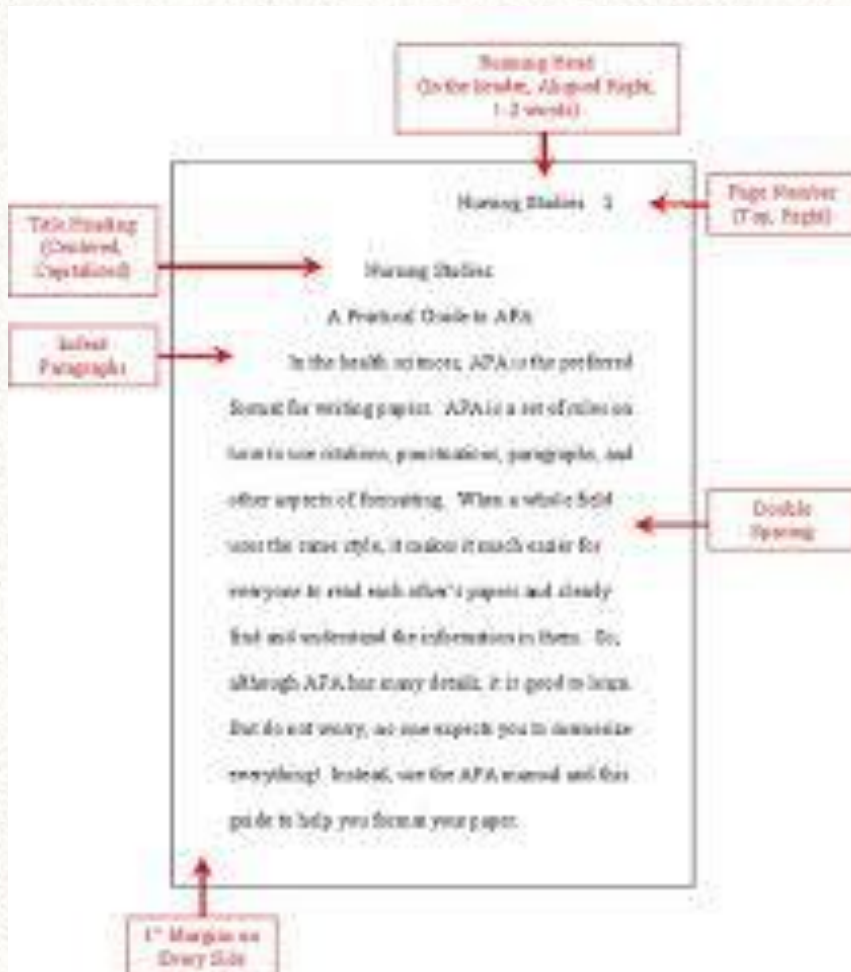 Running Head
(In the header, Aligned Right,
1-2 words)
Nursing Studies 1
Page Number
(Top, Right)
Title Heading
(Centered,
Capitalized)
Nursing Studies:
A Practical Guide to APA
Indent
Paragraphs
In the health sciences, APA is the preferred
format for writing papers. APA is a set of rules on
how to use citations, punctuations, paragraphs, and
other aspects of formatting. When a whole field
uses the same style, it makes it much easier for
everyone to read each other's papers and clearly
find and understand the information in them. So,
although APA has many details, it is good to learn.
But do not worry, no one expects you to memorize
everything! Instead, use the APA manual and this
guide to help you format your paper.
Double
Spacing
1" Margin on
Every Side